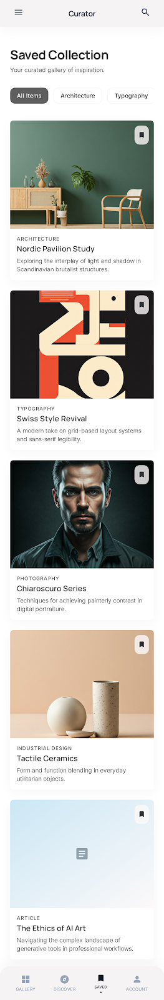 Curator
Saved Collection
Your curated gallery of inspiration.
All Items
Architecture
Typography
ARCHITECTURE
Nordic Pavilion Study
Exploring the interplay of light and shadow in
Scandinavian brutalist structures.
TYPOGRAPHY
Swiss Style Revival
A modern take on grid-based layout systems
and sans-serif legibility.
PHOTOGRAPHY
Chiaroscuro Series
Techniques for achieving painterly contrast in
digital portraiture.
INDUSTRIAL DESIGN
Tactile Ceramics
Form and function blending in everyday
utilitarian objects.
ARTICLE
The Ethics of AI Art
Navigating the complex landscape of
generative tools in professional workflows.
GALLERY
DISCOVER
SAVED
ACCOUNT